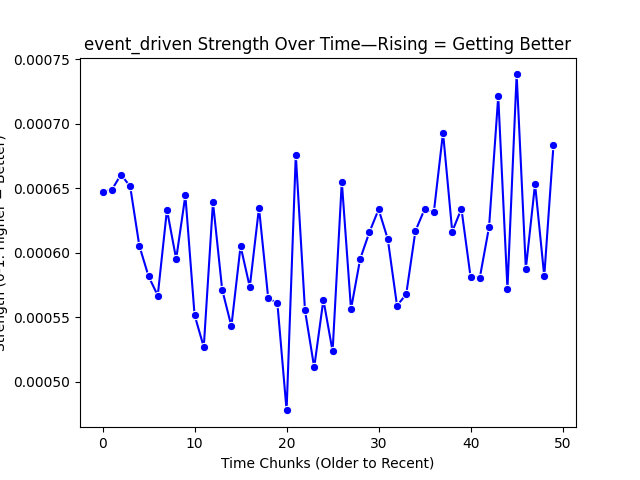 event_driven Strength Over Time—Rising = Getting Better
0.00075
0.00070
0.00065
0.00060
0.00055
0.00050
Strength (0-1: Higher = Better)
0 10 20 30 40 50
Time Chunks (Older to Recent)